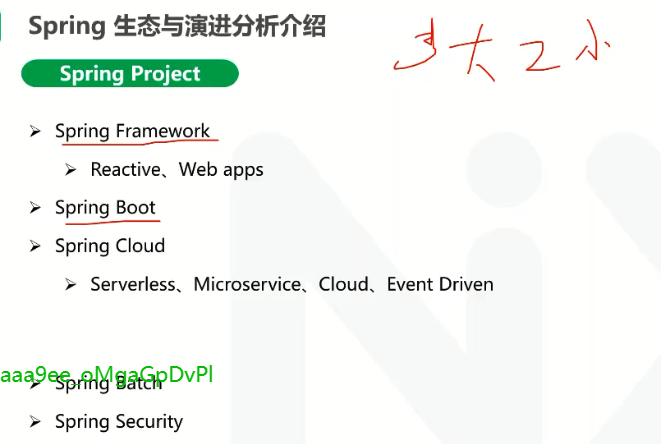 Spring 生态与演进分析介绍
3大2小
Spring Project
Spring Framework
Reactive、Web apps
Spring Boot
Spring Cloud
Serverless、Microservice、Cloud、Event Driven
aaa9ee_oMgaGpDvPl
Spring Batch
Spring Security